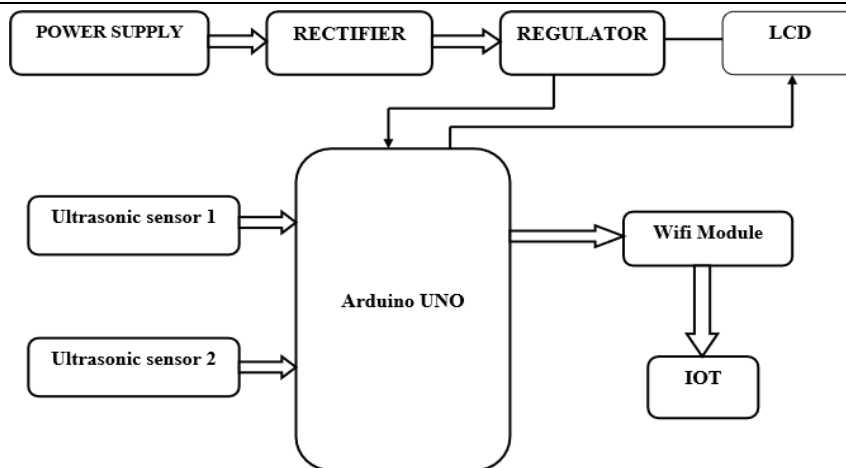 POWER SUPPLY
RECTIFIER
REGULATOR
LCD
Ultrasonic sensor 1
Wifi Module
Arduino UNO
Ultrasonic sensor 2
IOT